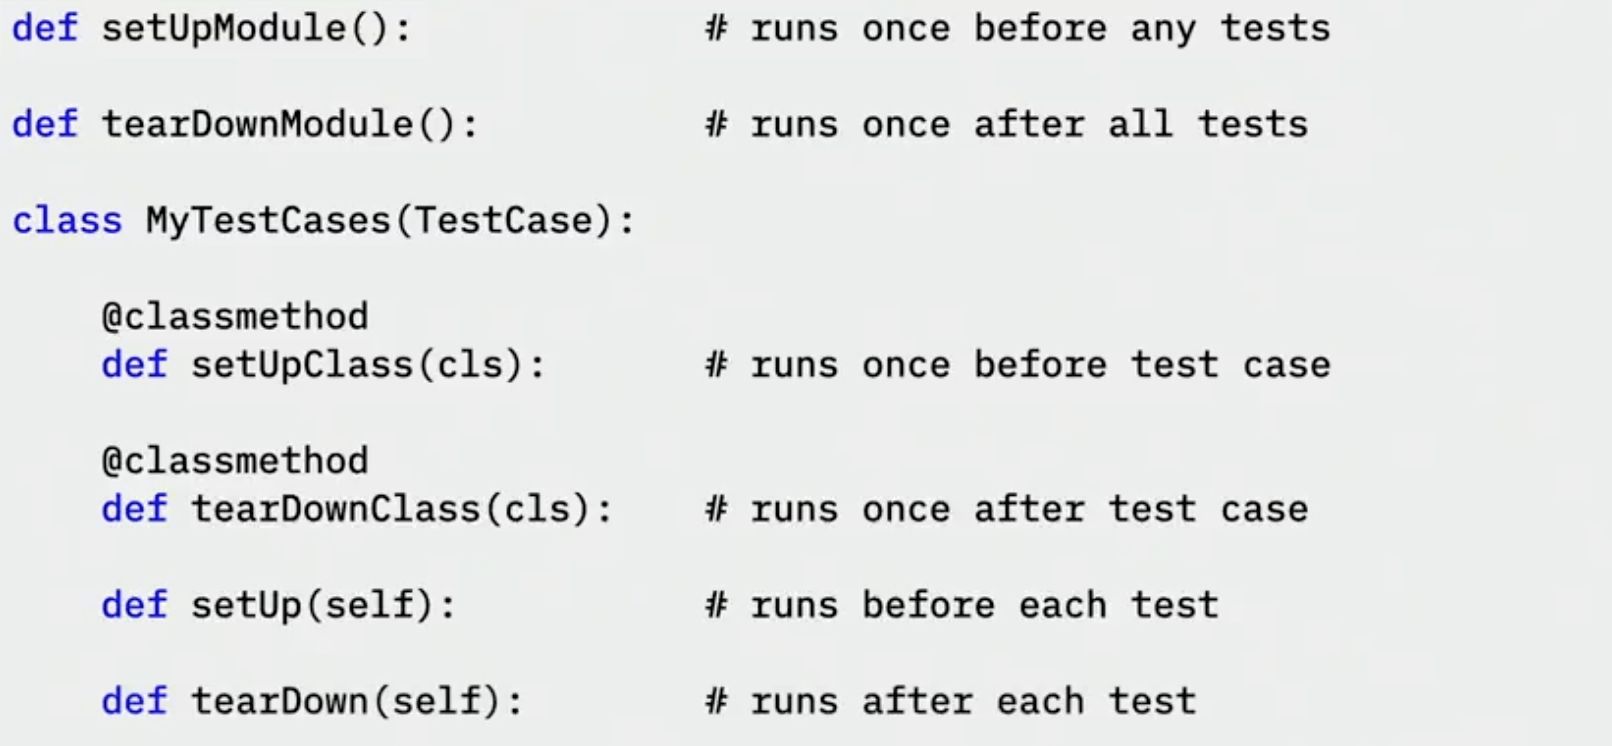 def setUpModule():             # runs once before any tests
def tearDownModule():          # runs once after all tests
class MyTestCases(TestCase):
    @classmethod
    def setUpClass(cls):       # runs once before test case
    @classmethod
    def tearDownClass(cls):    # runs once after test case
    def setUp(self):           # runs before each test
    def tearDown(self):        # runs after each test